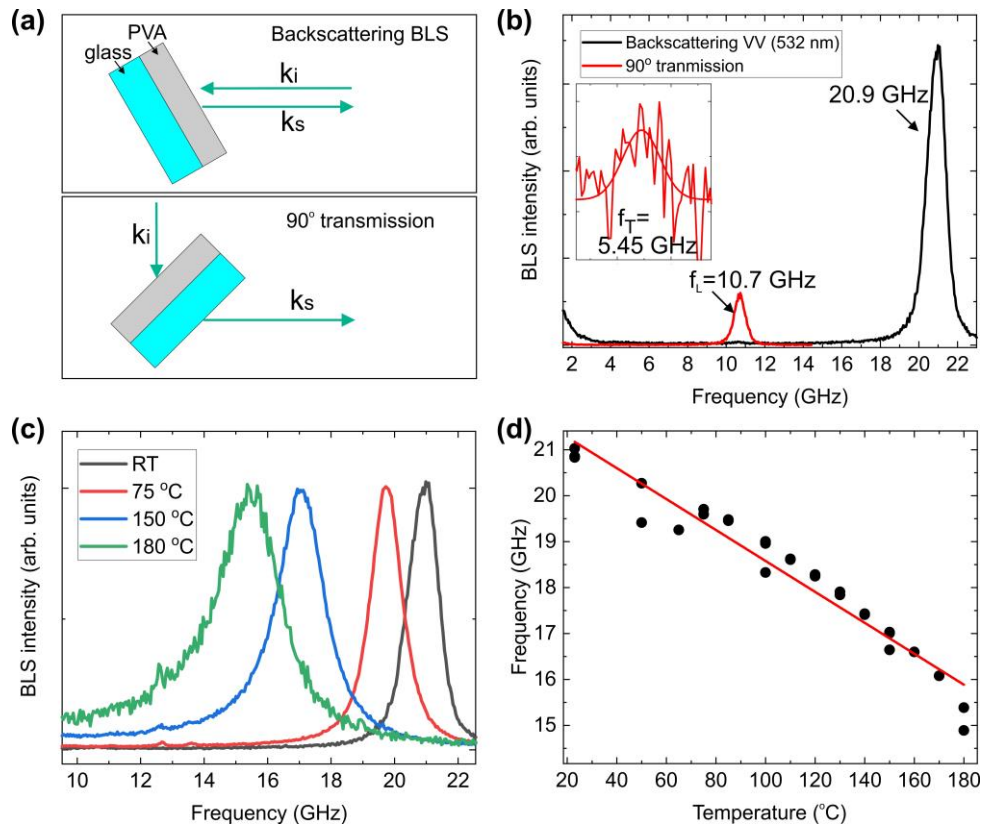 (a)
PVA
glass
Backscattering BLS
ki
ks
90° transmission
ki
ks
(b)
Backscattering VV (532 nm)
90° tranmission
20.9 GHz
fT=
5.45 GHz
fL=10.7 GHz
BLS intensity (arb. units)
2 4 6 8 10 12 14 16 18 20 22
Frequency (GHz)
(c)
RT
75 °C
150 °C
180 °C
BLS intensity (arb. units)
10 12 14 16 18 20 22
Frequency (GHz)
(d)
21
20
19
18
17
16
15
Frequency (GHz)
20 40 60 80 100 120 140 160 180
Temperature (°C)